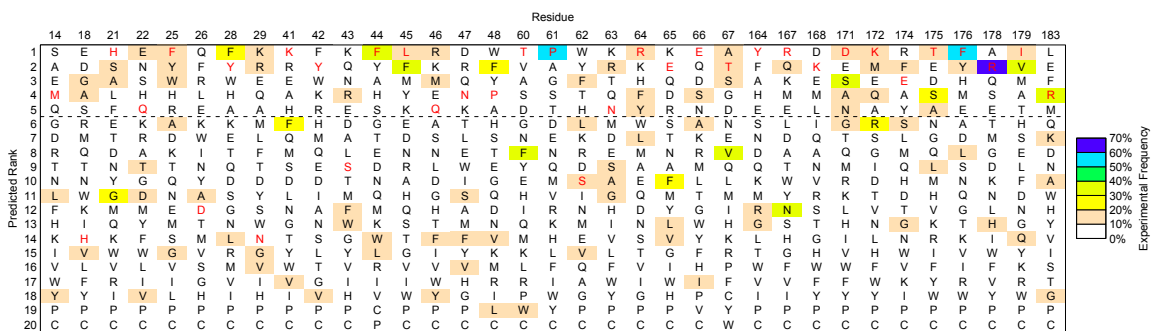 Residue
14 18 21 22 25 26 28 29 41 42 43 44 45 46 47 48 60 61 62 63 64 65 66 67 164 167 168 171 172 174 175 176 178 179 183
1 S E H E F Q F K K F K F L R D W T P W K R K E A Y R D D K R T F A I L
2 A D S N Y F Y R R Y Q Y F K R F V A Y R K E Q T F Q K E M F E Y R V E
3 E G A S W R W E E W N A M M Q Y A G F T H Q D S A K E S E E D H Q M F
4 M A L H H L H Q A K R H Y E N P S S T Q F D S G H M M A Q A S M S A R
5 Q S F Q R E A A H R E S K Q K A D T H N Y R N D E E L N A Y A E E T M
6 G R E K A K K M F H D G E A T H G D L M W S A N S L I G R S N A T H Q
7 D M T R D W E L Q M A T D S L S N E K D L T K E N D Q T S L Q D M S K
8 R Q D A K I T F M Q L E N N E T F N R E M N R V D A A Q G M Q L G E D
9 T T N T T N Q T S E S D R L W E Y Q D S A A M Q Q T N M I Q L S D L N
10 N N Y G Q Y D D D D T N A D I G E M S A E F L L K W V R D H M N K F A
11 L W G D N A S Y L I M Q H G S Q H V I G Q M T M M Y R K T D H Q L N E
12 F K M M E D G S N A F M Q H A D I R N H D Y G I R N S L V T V G L N H
13 H I Q Y M T N W G N W K S T M N Q K M I N L W H G S T H N G K T H G Y
14 K H K F S M L N T S G W T F F V M H E V S V Y K L H G I L N R K I Q V
15 I V W W G V R G Y L Y L G I Y K K L V L T G F R T G H V H W I V W Y I
16 V L V L V S M V W T V R V V V M L F Q F V I H P W F W V F V F I F K S
17 W F R I I G V I V G I I I W H R R I A W I W I F V V F F W K Y R V R T
18 Y Y I V L H I H I V H V W Y G I P W G Y G H P C I I Y Y Y I W W Y W G
19 P P P P P P P P P P P C P P P L W Y P P P P P P P P P P P P P P P P P
20 C C C C C C C C C C C P C C C C C C C C C C C W C C C C C C C C C C C
Predicted Rank
70%
60%
50%
40%
30%
20%
10%
0%
Experimental Frequency